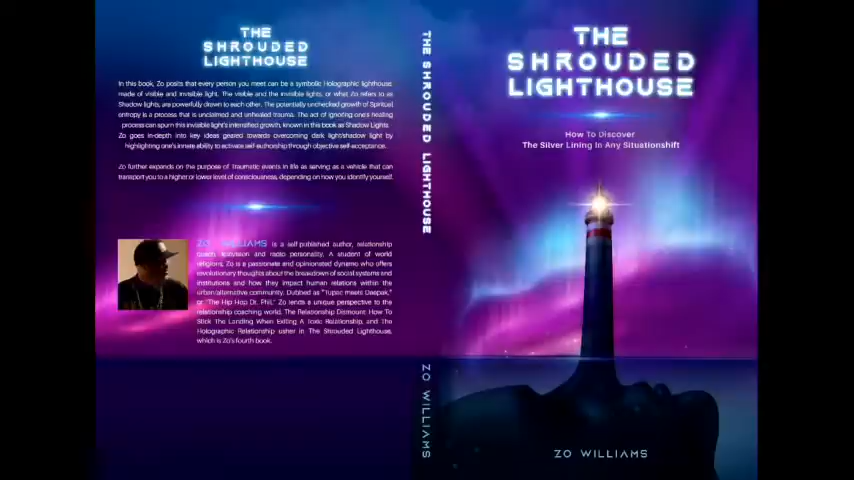 THE
SHROUDED
LIGHTHOUSE
In this book, Zo posits that every person you meet can be a symbolic Holographic lighthouse,
made of visible and invisible light. The visible and the invisible lights, or what Zo refers to as
Shadow lights, are powerfully drawn to each other. The potentially unchecked growth of Spiritual
entropy is a process that is unclaimed and unhealed trauma. The act of ignoring one's healing
process can spurn this invisible light's intensified growth, known in this book as Shadow Lights.
Zo goes in-depth into key ideas geared towards overcoming dark light/shadow light by
highlighting one's innate ability to activate self-authorship through objective self-acceptance.
Zo further expands on the purpose of Traumatic events in life as serving as a vehicle that can
transport you to a higher or lower level of consciousness, depending on how you identify yourself.
ZO WILLIAMS is a self-published author, relationship
coach, television and radio personality. A student of world
religions, Zo is a passionate and opinionated dynamo who offers
revolutionary thoughts about the breakdown of social systems and
institutions and how they impact human relations within the
urban/alternative community. Dubbed as "Tupac meets Deepak,"
or "The Hip Hop Dr. Phil," Zo lends a unique perspective to the
relationship coaching world. The Relationship Dismount: How To
Stick The Landing When Exiting A Toxic Relationship, and The
Holographic Relationship usher in The Shrouded Lighthouse,
which is Zo's fourth book.
THE SHROUDED LIGHTHOUSE
ZO WILLIAMS
THE
SHROUDED
LIGHTHOUSE
How To Discover
The Silver Lining In Any Situationshift
ZO WILLIAMS